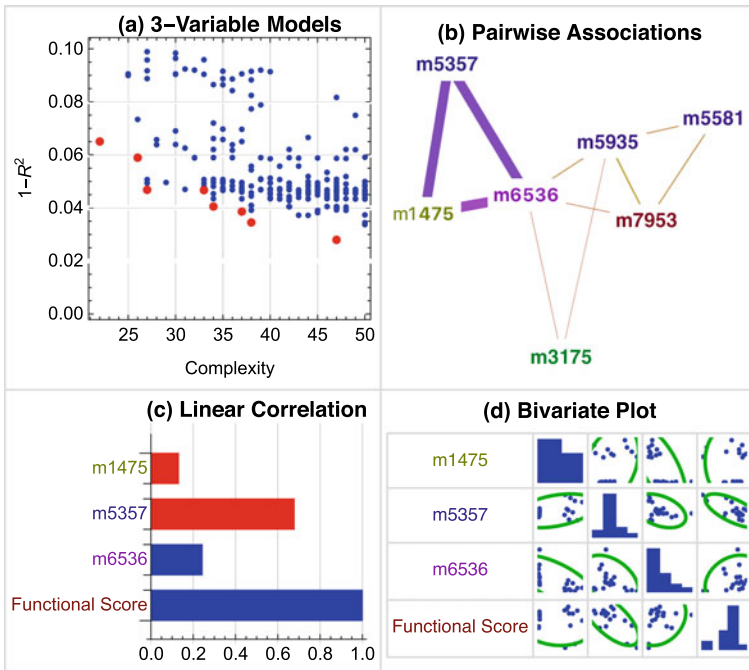 (a) 3−Variable Models
0.10
0.08
0.06
0.04
0.02
0.00
1−R²
25 30 35 40 45 50
Complexity
(b) Pairwise Associations
m5357
m5581
m5935
m6536
m1475
m7953
m3175
(c) Linear Correlation
m1475
m5357
m6536
Functional Score
0.0 0.2 0.4 0.6 0.8 1.0
(d) Bivariate Plot
m1475
m5357
m6536
Functional Score